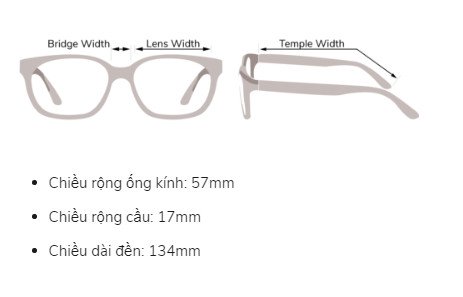 Bridge Width Lens Width Temple Width
• Chiều rộng ống kính: 57mm
• Chiều rộng cầu: 17mm
• Chiều dài đền: 134mm